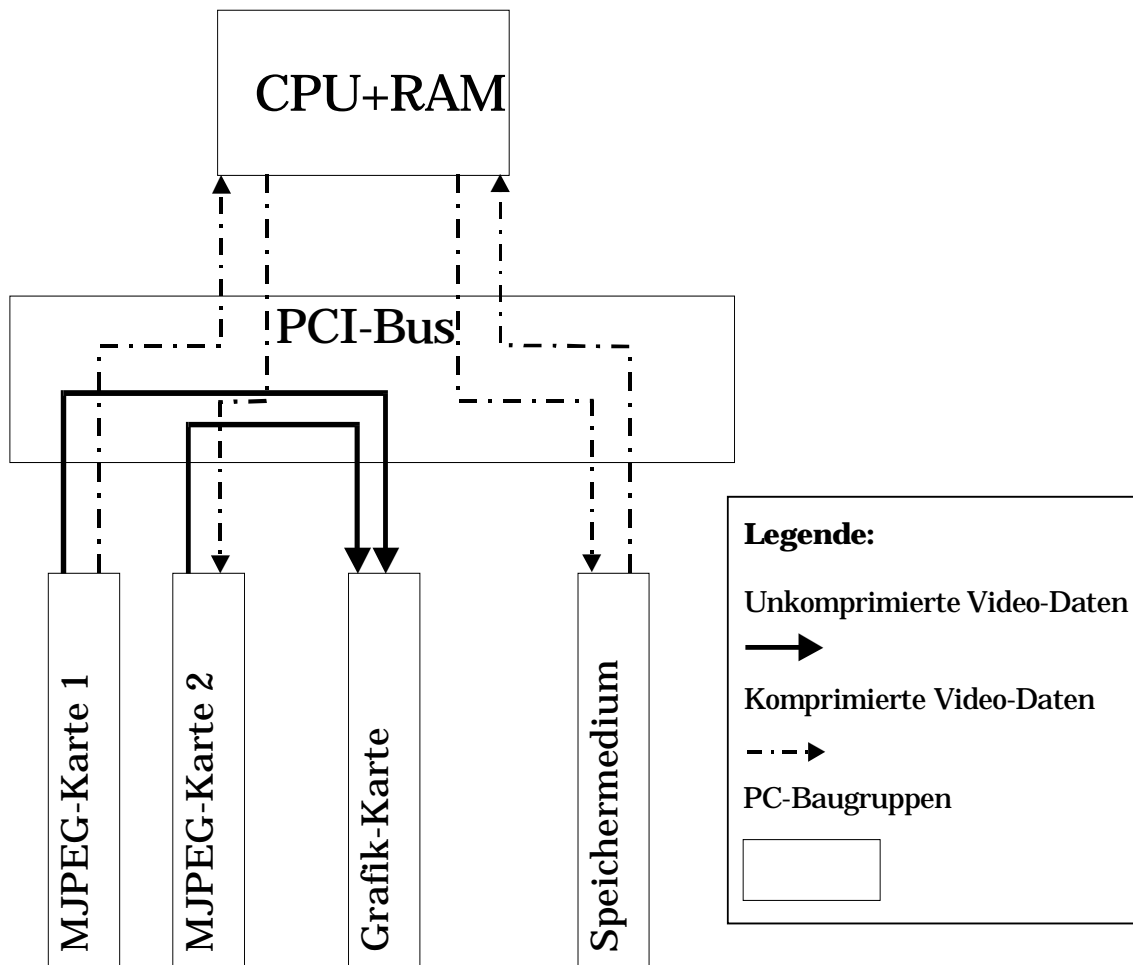 CPU+RAM
PCI-Bus
MJPEG-Karte 1
MJPEG-Karte 2
Grafik-Karte
Speichermedium
Legende:
Unkomprimierte Video-Daten
Komprimierte Video-Daten
PC-Baugruppen